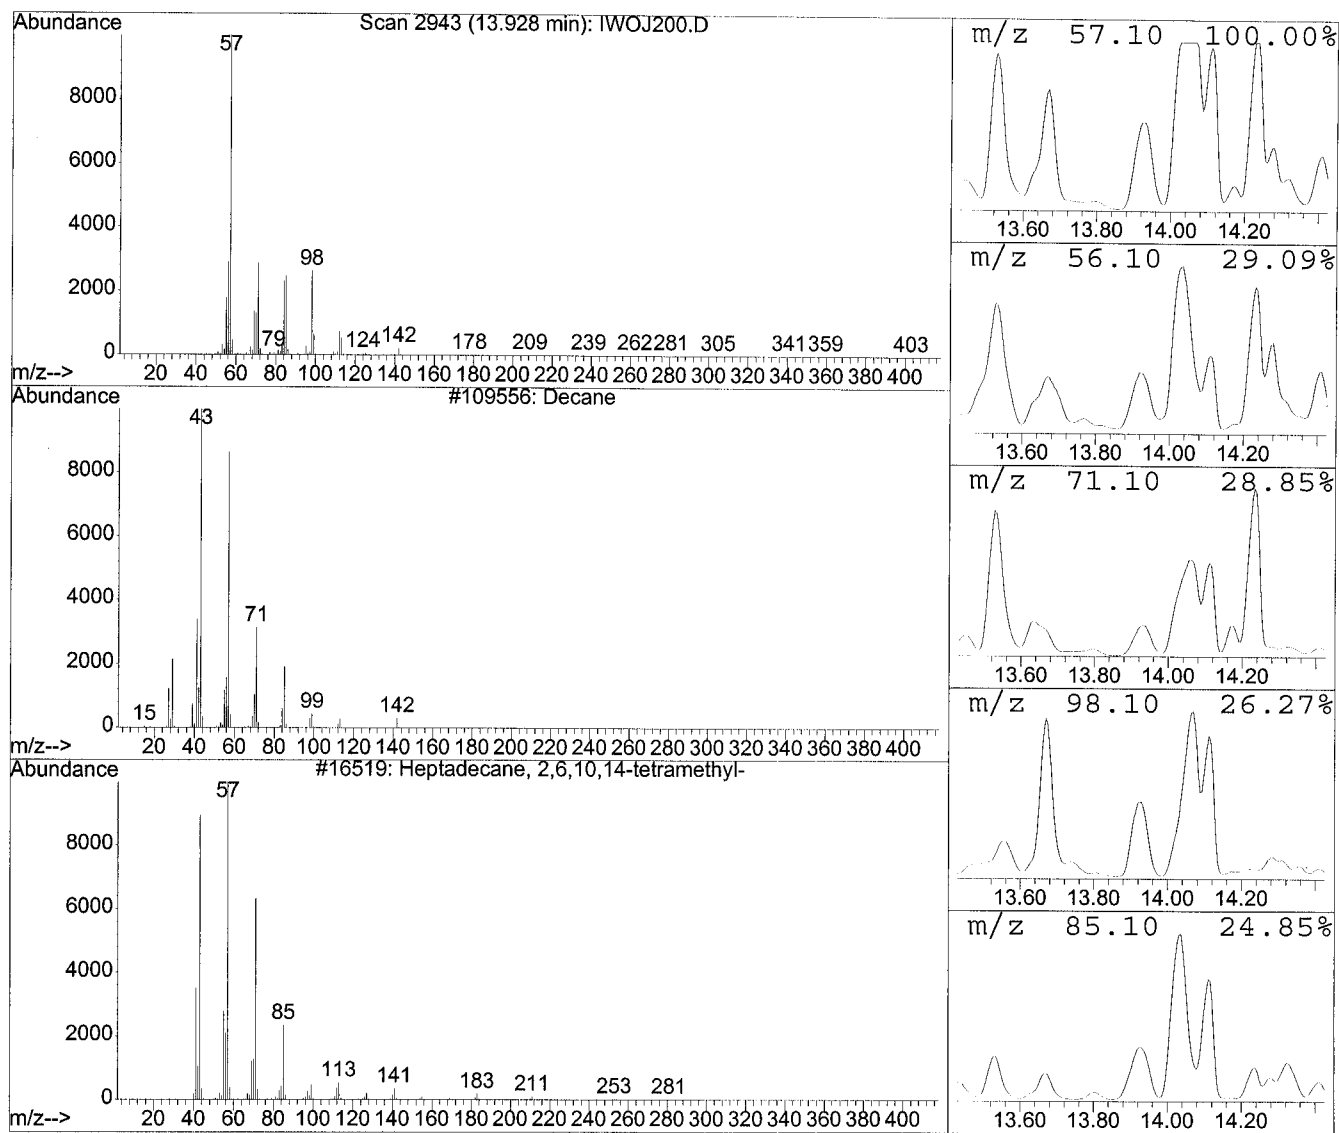 Abundance
Scan 2943 (13.928 min): IWOJ200.D
57
8000
6000
4000
98
2000
79
124 142 178 209 239 262 281 305 341 359 403
0
m/z--> 20 40 60 80 100 120 140 160 180 200 220 240 260 280 300 320 340 360 380 400
Abundance
#109556: Decane
43
8000
6000
4000
71
2000
15
99
142
0
m/z--> 20 40 60 80 100 120 140 160 180 200 220 240 260 280 300 320 340 360 380 400
Abundance
#16519: Heptadecane, 2,6,10,14-tetramethyl-
57
8000
6000
4000
85
2000
113 141 183 211 253 281
0
m/z--> 20 40 60 80 100 120 140 160 180 200 220 240 260 280 300 320 340 360 380 400
m/z 57.10 100.00%
13.60 13.80 14.00 14.20
m/z 56.10 29.09%
13.60 13.80 14.00 14.20
m/z 71.10 28.85%
13.60 13.80 14.00 14.20
m/z 98.10 26.27%
13.60 13.80 14.00 14.20
m/z 85.10 24.85%
13.60 13.80 14.00 14.20